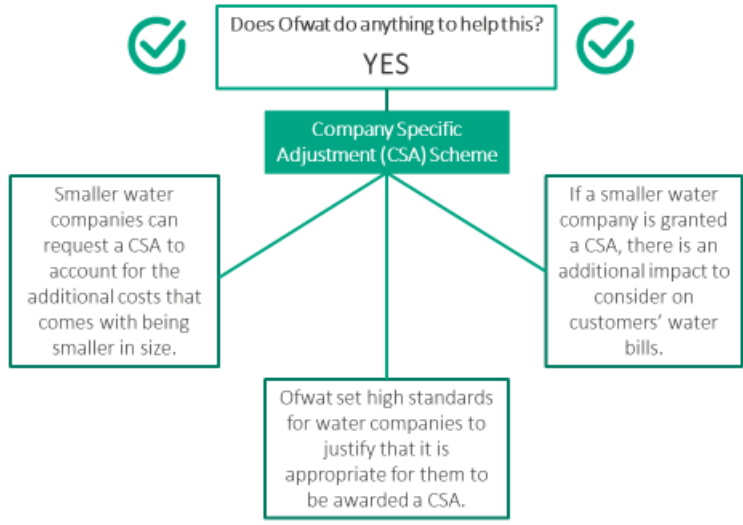 Does Ofwat do anything to help this?
YES
Company Specific
Adjustment (CSA) Scheme
Smaller water
companies can
request a CSA to
account for the
additional costs that
comes with being
smaller in size.
If a smaller water
company is granted
a CSA, there is an
additional impact to
consider on
customers’ water
bills.
Ofwat set high standards
for water companies to
justify that it is
appropriate for them to
be awarded a CSA.